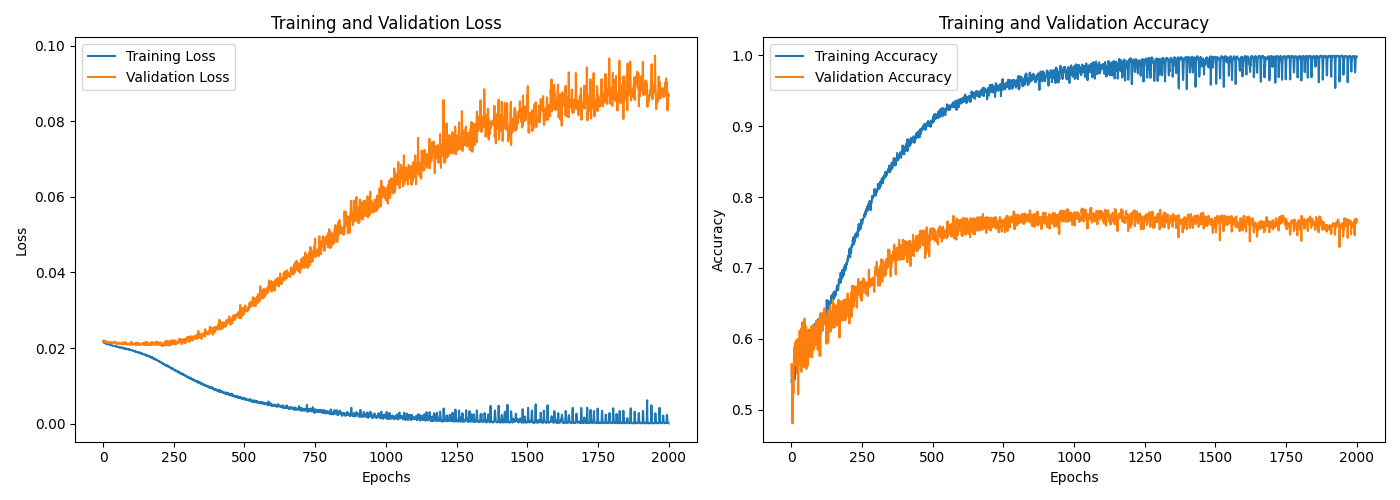 Training and Validation Loss
Training Loss
Validation Loss
0.10
0.08
0.06
0.04
0.02
0.00
Loss
0 250 500 750 1000 1250 1500 1750 2000
Epochs
Training and Validation Accuracy
Training Accuracy
Validation Accuracy
1.0
0.9
0.8
0.7
0.6
0.5
Accuracy
0 250 500 750 1000 1250 1500 1750 2000
Epochs